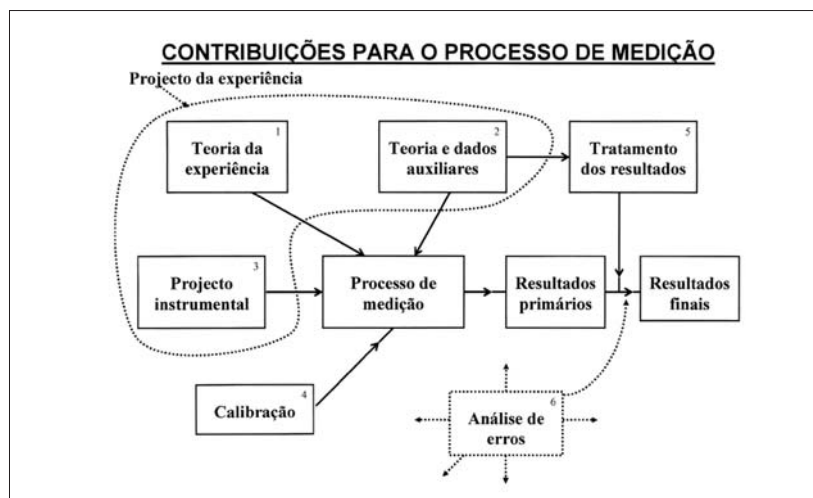 CONTRIBUIÇÕES PARA O PROCESSO DE MEDIÇÃO
Projecto da experiência
1
Teoria da
experiência
2
Teoria e dados
auxiliares
5
Tratamento
dos resultados
3
Projecto
instrumental
Processo de
medição
Resultados
primários
Resultados
finais
4
Calibração
6
Análise de
erros